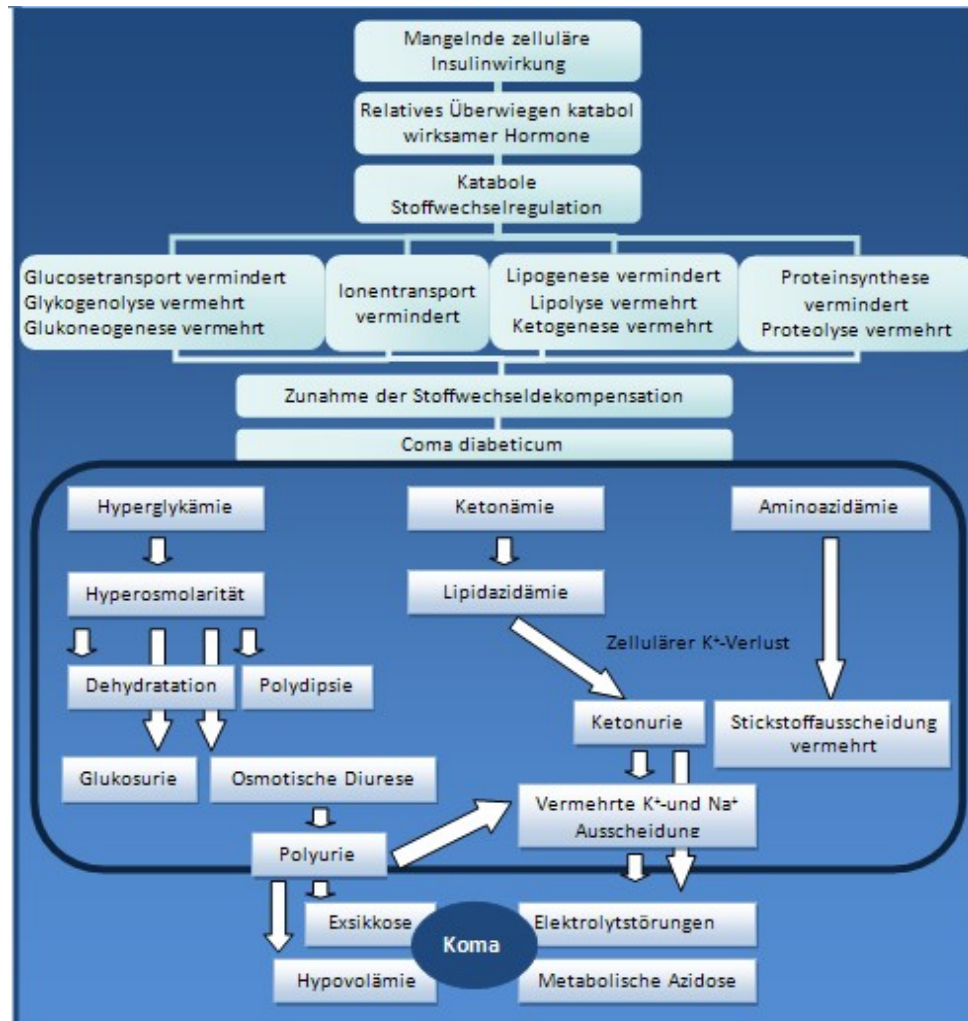 Mangelnde zelluläre
Insulinwirkung
Relatives Überwiegen katabol
wirksamer Hormone
Katabole
Stoffwechselregulation
Glucosetransport vermindert
Glykogenolyse vermehrt
Glukoneogenese vermehrt
Ionentransport
vermindert
Lipogenese vermindert
Lipolyse vermehrt
Ketogenese vermehrt
Proteinsynthese
vermindert
Proteolyse vermehrt
Zunahme der Stoffwechseldekompensation
Coma diabeticum
Hyperglykämie
Ketonämie
Aminoazidämie
Hyperosmolarität
Lipidazidämie
Zellulärer K⁺-Verlust
Dehydratation
Polydipsie
Ketonurie
Stickstoffausscheidung
vermehrt
Glukosurie
Osmotische Diurese
Vermehrte K⁺-und Na⁺
Ausscheidung
Polyurie
Exsikkose
Elektrolytstörungen
Koma
Hypovolämie
Metabolische Azidose